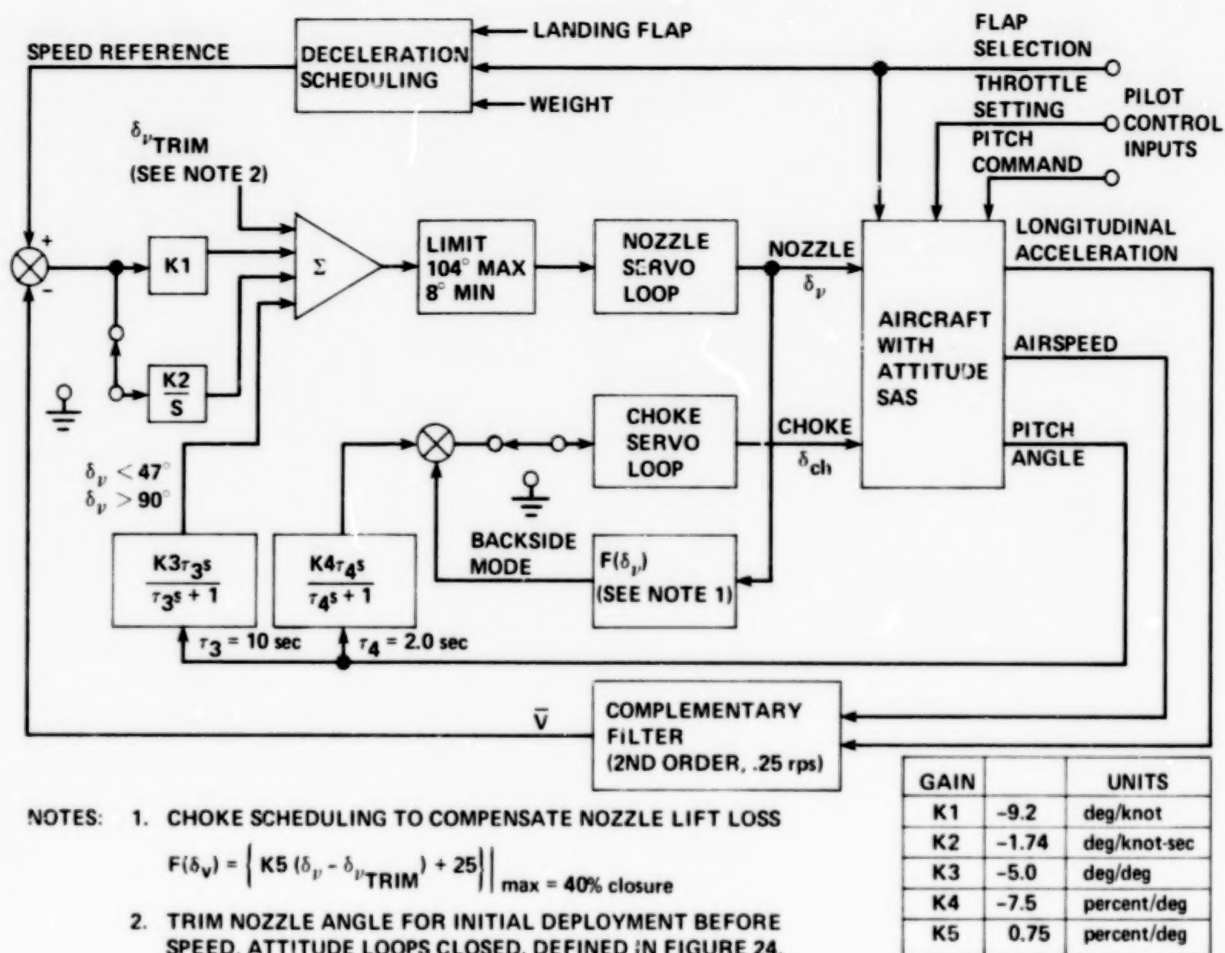 SPEED REFERENCE
DECELERATION
SCHEDULING
LANDING FLAP
WEIGHT
FLAP
SELECTION
THROTTLE
SETTING
PITCH
COMMAND
PILOT
CONTROL
INPUTS
δν TRIM
(SEE NOTE 2)
+
−
K1
K2
S
Σ
LIMIT
104° MAX
8° MIN
NOZZLE
SERVO
LOOP
NOZZLE
δν
AIRCRAFT
WITH
ATTITUDE
SAS
LONGITUDINAL
ACCELERATION
AIRSPEED
PITCH
ANGLE
CHOKE
SERVO
LOOP
CHOKE
δch
δν < 47°
δν > 90°
BACKSIDE
MODE
F(δν)
(SEE NOTE 1)
K3τ3s
τ3s + 1
K4τ4s
τ4s + 1
τ3 = 10 sec
τ4 = 2.0 sec
V̄
COMPLEMENTARY
FILTER
(2ND ORDER, .25 rps)
NOTES: 1. CHOKE SCHEDULING TO COMPENSATE NOZZLE LIFT LOSS
F(δv) = { K5 (δν - δνTRIM) + 25}| max = 40% closure
2. TRIM NOZZLE ANGLE FOR INITIAL DEPLOYMENT BEFORE
SPEED, ATTITUDE LOOPS CLOSED, DEFINED IN FIGURE 24.
GAIN UNITS
K1 −9.2 deg/knot
K2 −1.74 deg/knot-sec
K3 −5.0 deg/deg
K4 −7.5 percent/deg
K5 0.75 percent/deg